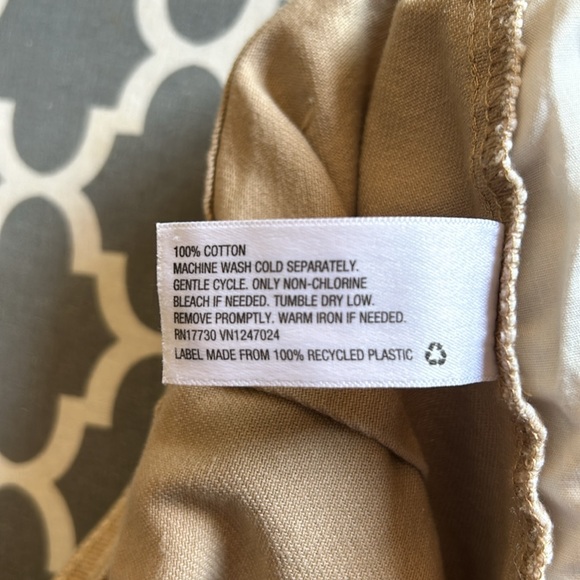 100% COTTON
MACHINE WASH COLD SEPARATELY.
GENTLE CYCLE. ONLY NON-CHLORINE
BLEACH IF NEEDED. TUMBLE DRY LOW.
REMOVE PROMPTLY. WARM IRON IF NEEDED.
RN17730 VN1247024
LABEL MADE FROM 100% RECYCLED PLASTIC